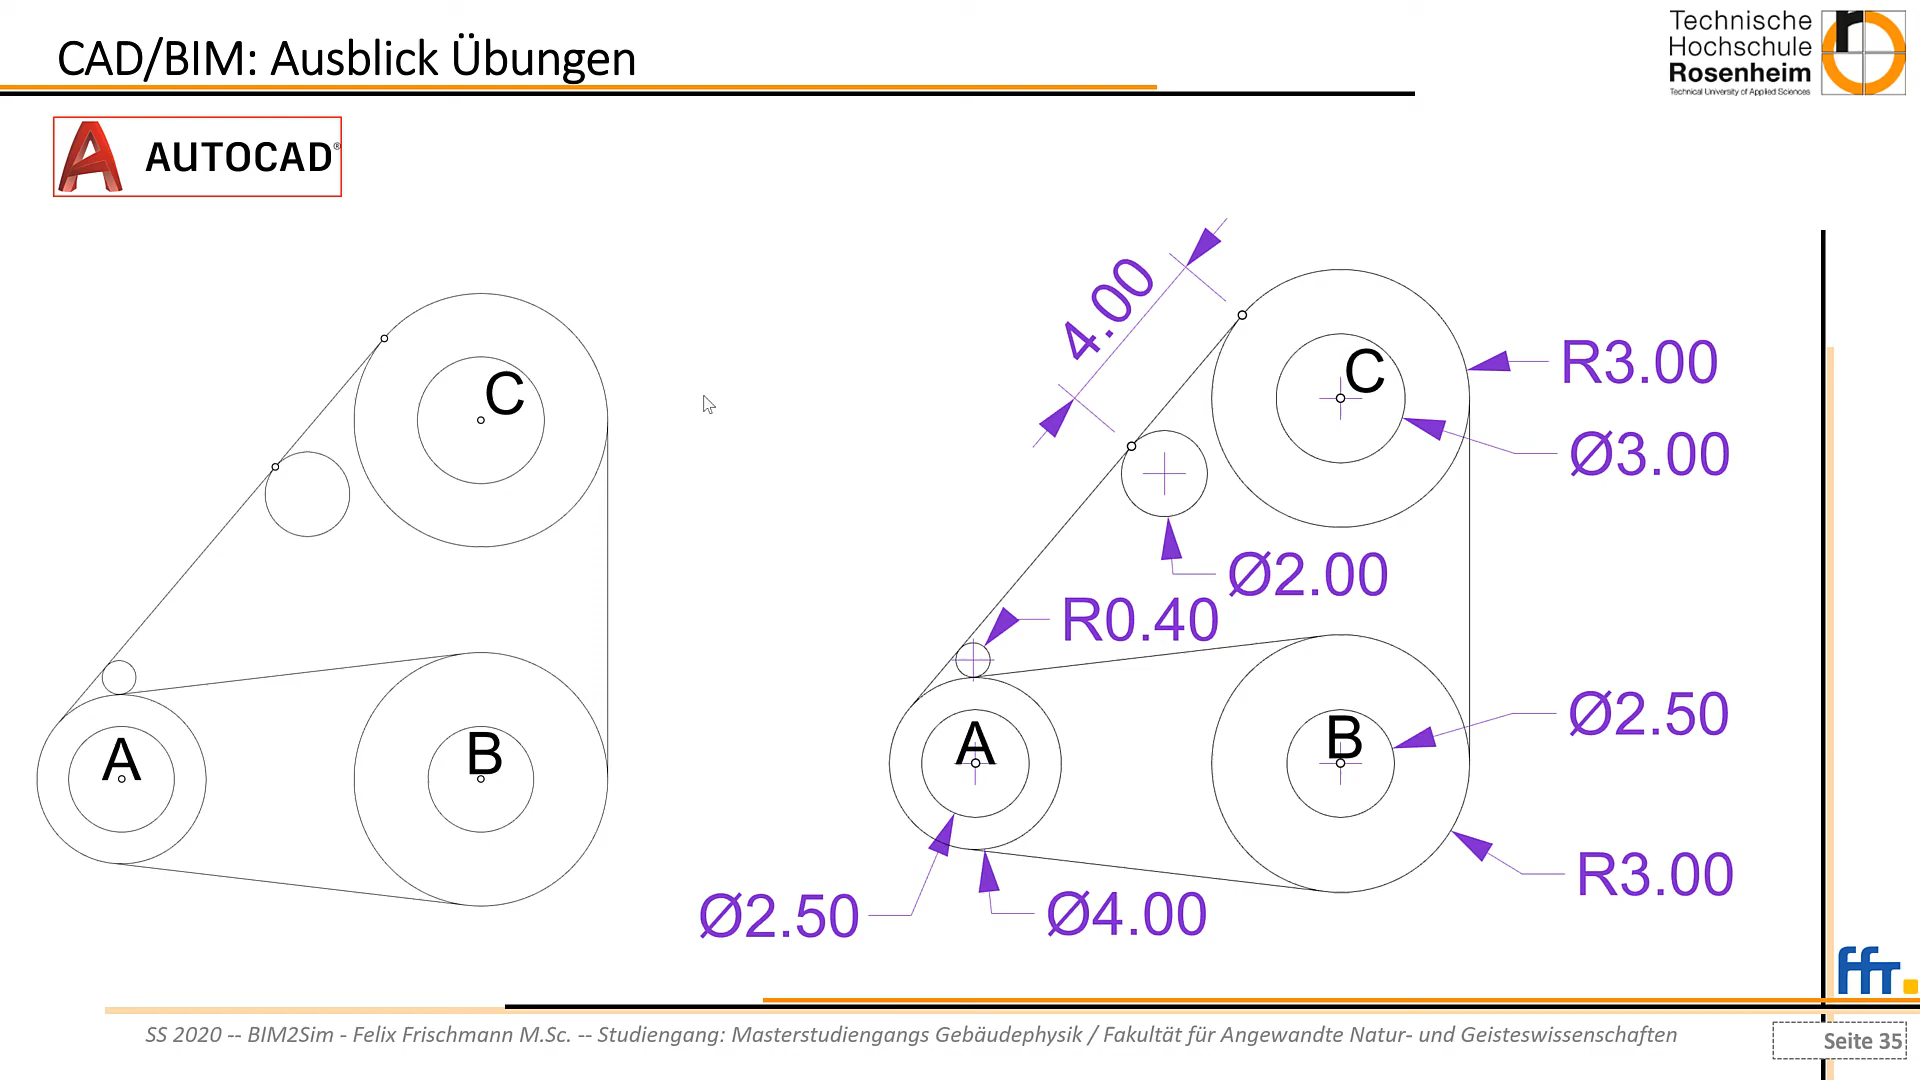 CAD/BIM: Ausblick Übungen
Technische
Hochschule
Rosenheim
Technical University of Applied Sciences
AUTOCAD®
C
A
B
4.00
C
R3.00
Ø3.00
Ø2.00
R0.40
A
B
Ø2.50
R3.00
Ø2.50
Ø4.00
ffr.
SS 2020 -- BIM2Sim - Felix Frischmann M.Sc. -- Studiengang: Masterstudiengangs Gebäudephysik / Fakultät für Angewandte Natur- und Geisteswissenschaften
Seite 35